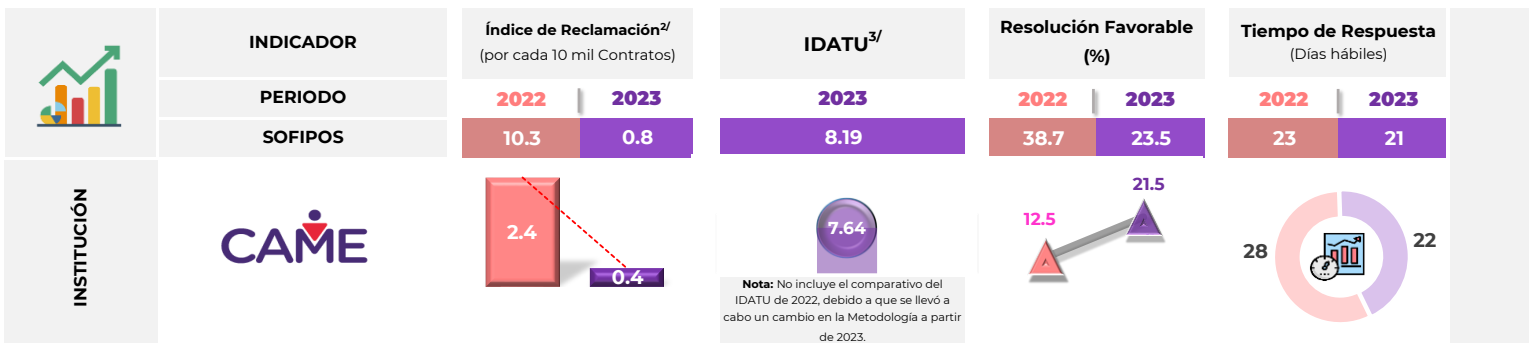 INDICADOR
Índice de Reclamación2/
(por cada 10 mil Contratos)
IDATU3/
Resolución Favorable
(%)
Tiempo de Respuesta
(Días hábiles)
PERIODO
2022 2023
2023
2022 2023
2022 2023
SOFIPOS
10.3 0.8
8.19
38.7 23.5
23 21
INSTITUCIÓN
CAME
2.4
0.4
7.64
Nota: No incluye el comparativo del
IDATU de 2022, debido a que se llevó a
cabo un cambio en la Metodología a partir
de 2023.
12.5
21.5
28
22